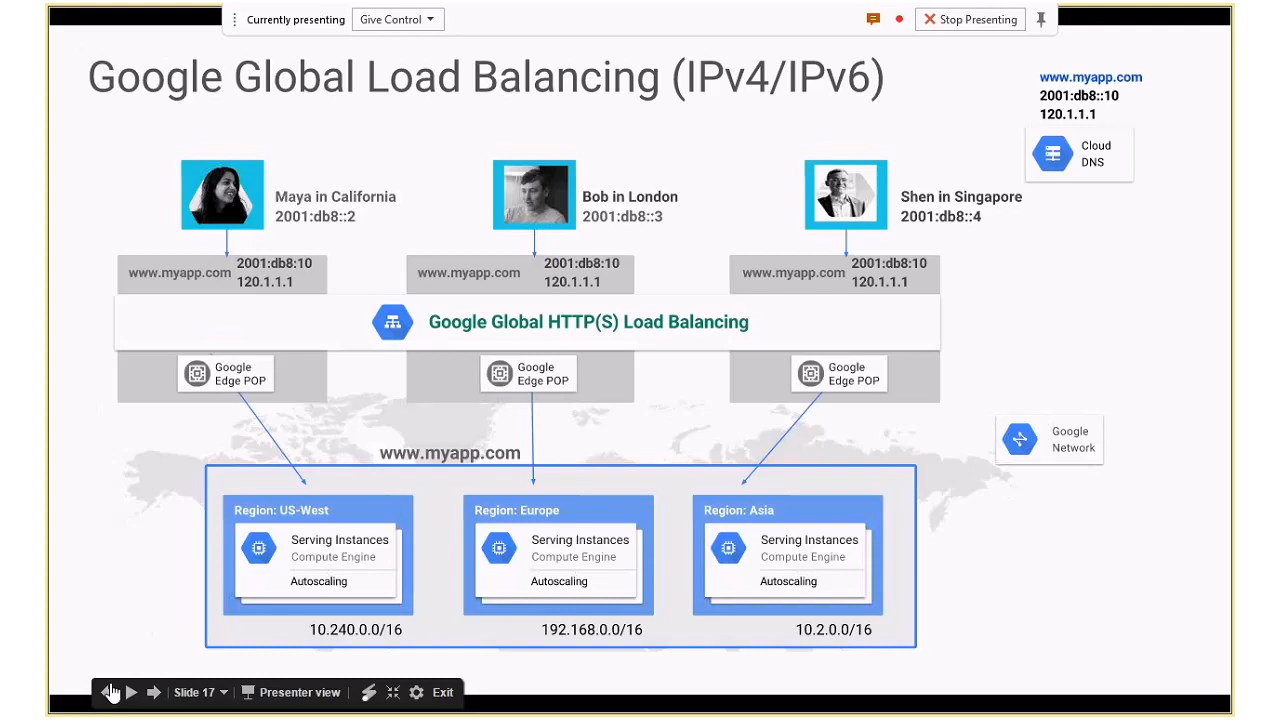 Currently presenting
Give Control
Stop Presenting
Google Global Load Balancing (IPv4/IPv6)
www.myapp.com
2001:db8::10
120.1.1.1
Cloud
DNS
Maya in California
2001:db8::2
Bob in London
2001:db8::3
Shen in Singapore
2001:db8::4
www.myapp.com
2001:db8:10
120.1.1.1
www.myapp.com
2001:db8:10
120.1.1.1
www.myapp.com
2001:db8:10
120.1.1.1
Google Global HTTP(S) Load Balancing
Google
Edge POP
Google
Edge POP
Google
Edge POP
Google
Network
www.myapp.com
Region: US-West
Serving Instances
Compute Engine
Autoscaling
10.240.0.0/16
Region: Europe
Serving Instances
Compute Engine
Autoscaling
192.168.0.0/16
Region: Asia
Serving Instances
Compute Engine
Autoscaling
10.2.0.0/16
Slide 17
Presenter view
Exit